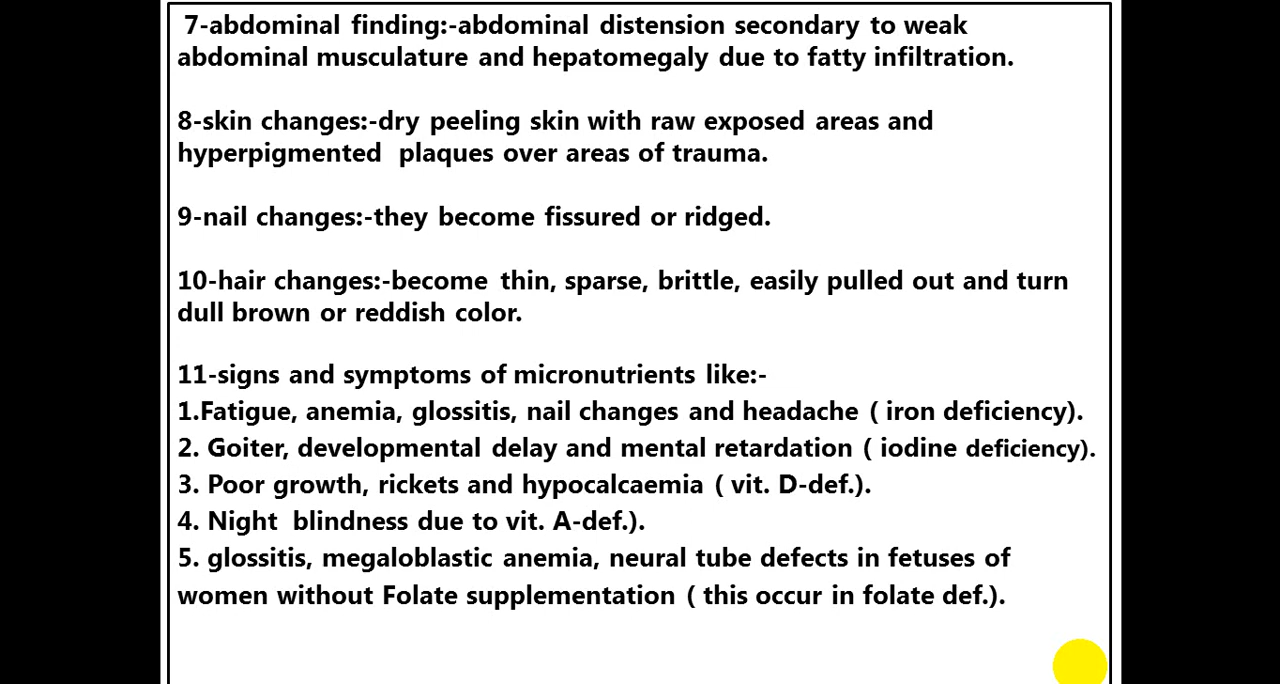 7-abdominal finding:-abdominal distension secondary to weak
abdominal musculature and hepatomegaly due to fatty infiltration.
8-skin changes:-dry peeling skin with raw exposed areas and
hyperpigmented plaques over areas of trauma.
9-nail changes:-they become fissured or ridged.
10-hair changes:-become thin, sparse, brittle, easily pulled out and turn
dull brown or reddish color.
11-signs and symptoms of micronutrients like:-
1.Fatigue, anemia, glossitis, nail changes and headache ( iron deficiency).
2. Goiter, developmental delay and mental retardation ( iodine deficiency).
3. Poor growth, rickets and hypocalcaemia ( vit. D-def.).
4. Night blindness due to vit. A-def.).
5. glossitis, megaloblastic anemia, neural tube defects in fetuses of
women without Folate supplementation ( this occur in folate def.).